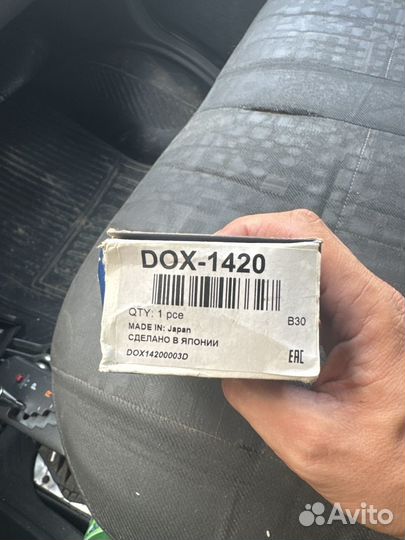 DOX-1420
QTY: 1 pce
B30
MADE IN: Japan
СДЕЛАНО В ЯПОНИИ
DOX14200003D
EAC
Avito